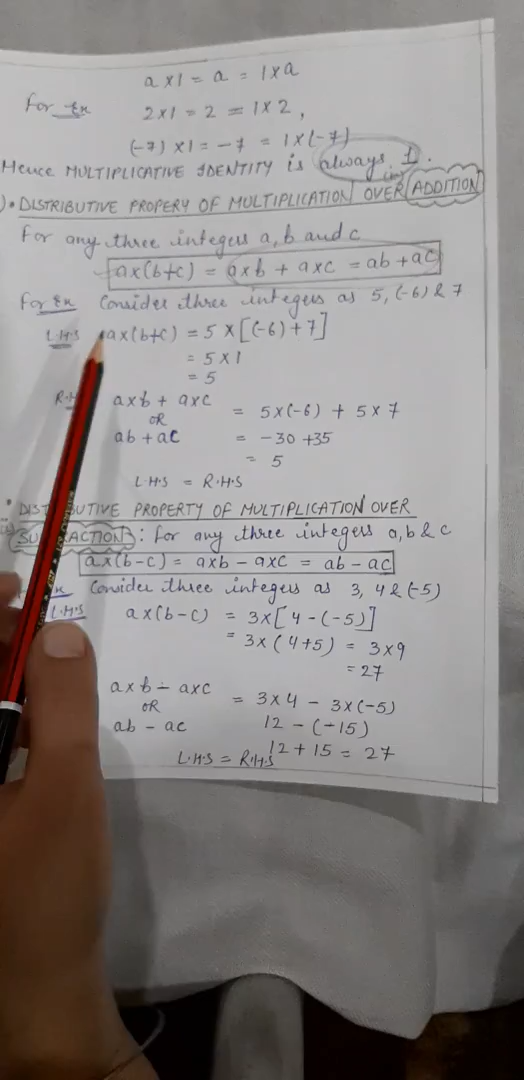 a x 1 = a = 1 x a
For Ex 2 x 1 = 2 = 1 x 2,
(-7) x 1 = -7 = 1 x (-7)
Hence MULTIPLICATIVE IDENTITY is always 1.
) • DISTRIBUTIVE PROPERY OF MULTIPLICATION OVER ADDITION
For any three integers a, b and c
a x (b+c) = a x b + a x c = ab + ac
For Ex Consider three integers as 5, (-6) & 7
L.H.S a x (b+c) = 5 x [(-6)+7]
= 5 x 1
= 5
a x b + a x c = 5 x (-6) + 5 x 7
OR
ab + ac = -30 + 35
= 5
L.H.S = R.H.S
• PROPERTY OF MULTIPLICATION OVER
: For any three integers a, b & c
a x (b-c) = a x b - a x c = ab - ac
Consider three integers as 3, 4 & (-5)
L.H.S a x (b-c) = 3 x [4 - (-5)]
= 3 x (4+5) = 3 x 9
= 27
a x b - a x c = 3 x 4 - 3 x (-5)
OR
ab - ac 12 - (-15)
12 + 15 = 27
L.H.S = R.H.S